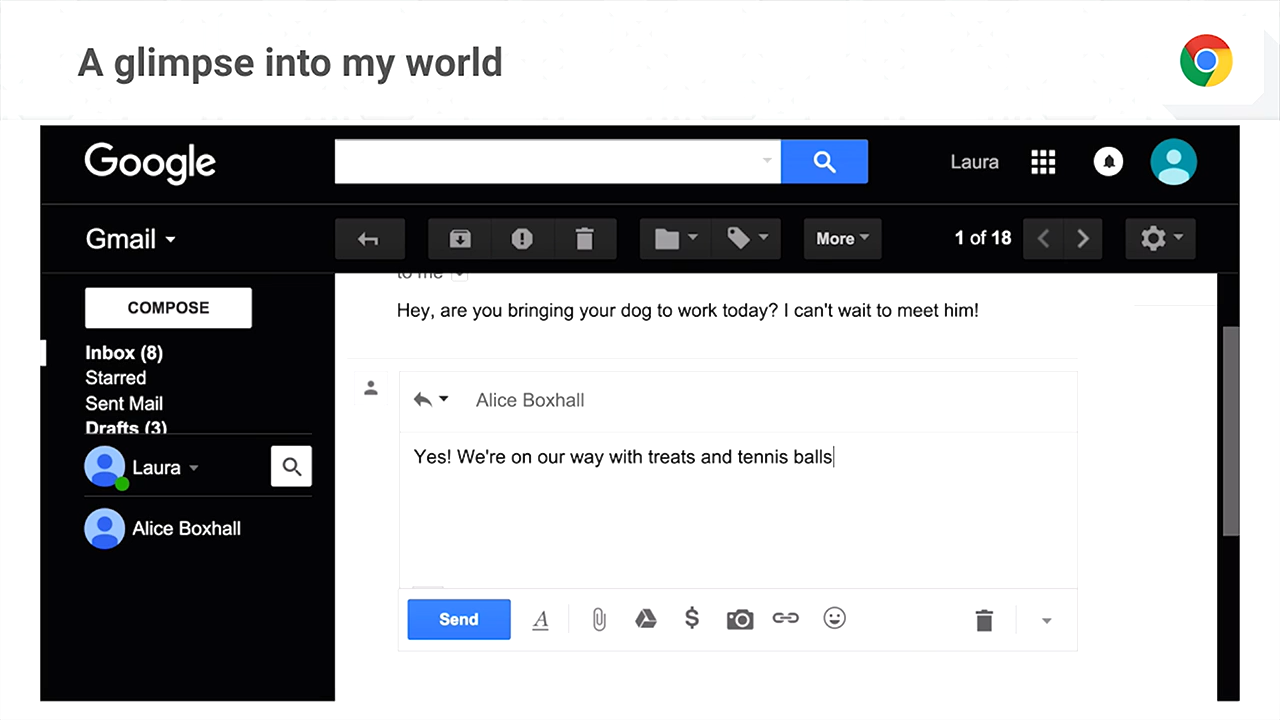 A glimpse into my world
Google
Laura
Gmail
More
1 of 18
to me
COMPOSE
Inbox (8)
Starred
Sent Mail
Drafts (3)
Laura
Alice Boxhall
Hey, are you bringing your dog to work today? I can't wait to meet him!
Alice Boxhall
Yes! We're on our way with treats and tennis balls
Send